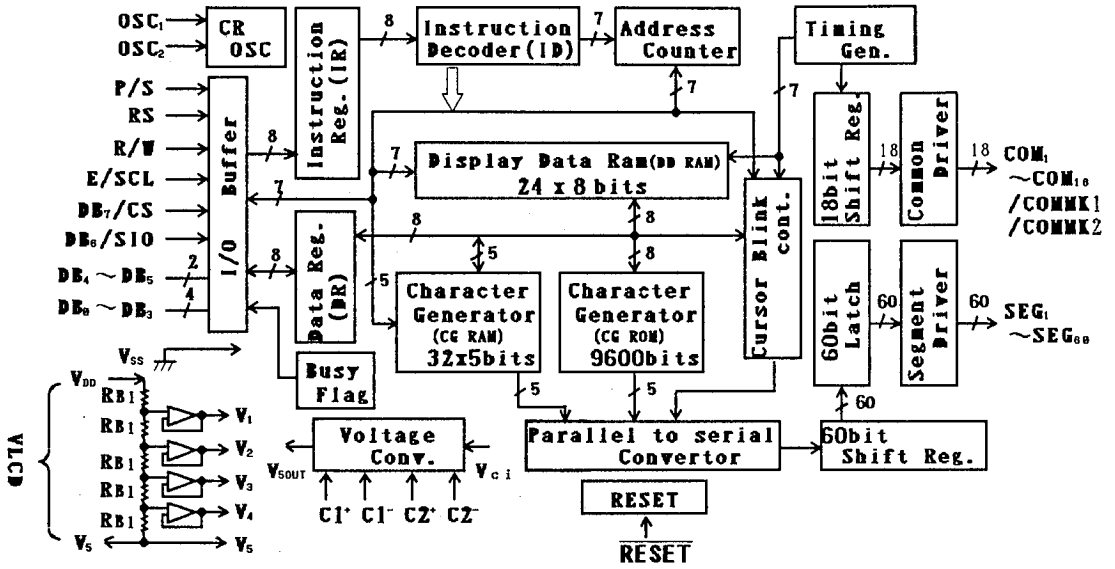 OSC₁
OSC₂
CR
OSC
Instruction
Reg. (IR)
8
Instruction
Decoder(ID)
7
Address
Counter
7
Timing
Gen.
7
P/S
RS
R/W
E/SCL
DB₇/CS
DB₆/SIO
DB₄~DB₅
2
DB₀~DB₃
4
I/O Buffer
8
7
8
Data Reg.
(DR)
7
Display Data Ram(DD RAM)
24 x 8 bits
8
8
5
8
5
Character
Generator
(CG RAM)
32x5bits
Character
Generator
(CG ROM)
9600bits
5
5
Cursor Blink
cont.
18bit
Shift Reg.
18
Common
Driver
18
COM₁
~COM₁₆
/COMMK1
/COMMK2
60bit
Latch
60
Segment
Driver
60
SEG₁
~SEG₆₀
60
60bit
Shift Reg.
Parallel to serial
Convertor
RESET
RESET
Busy
Flag
Voltage
Conv.
V5OUT
Vci
C1⁺
C1⁻
C2⁺
C2⁻
VSS
VDD
VLCD
RB1
RB1
RB1
RB1
RB1
V₁
V₂
V₃
V₄
V₅
V₅